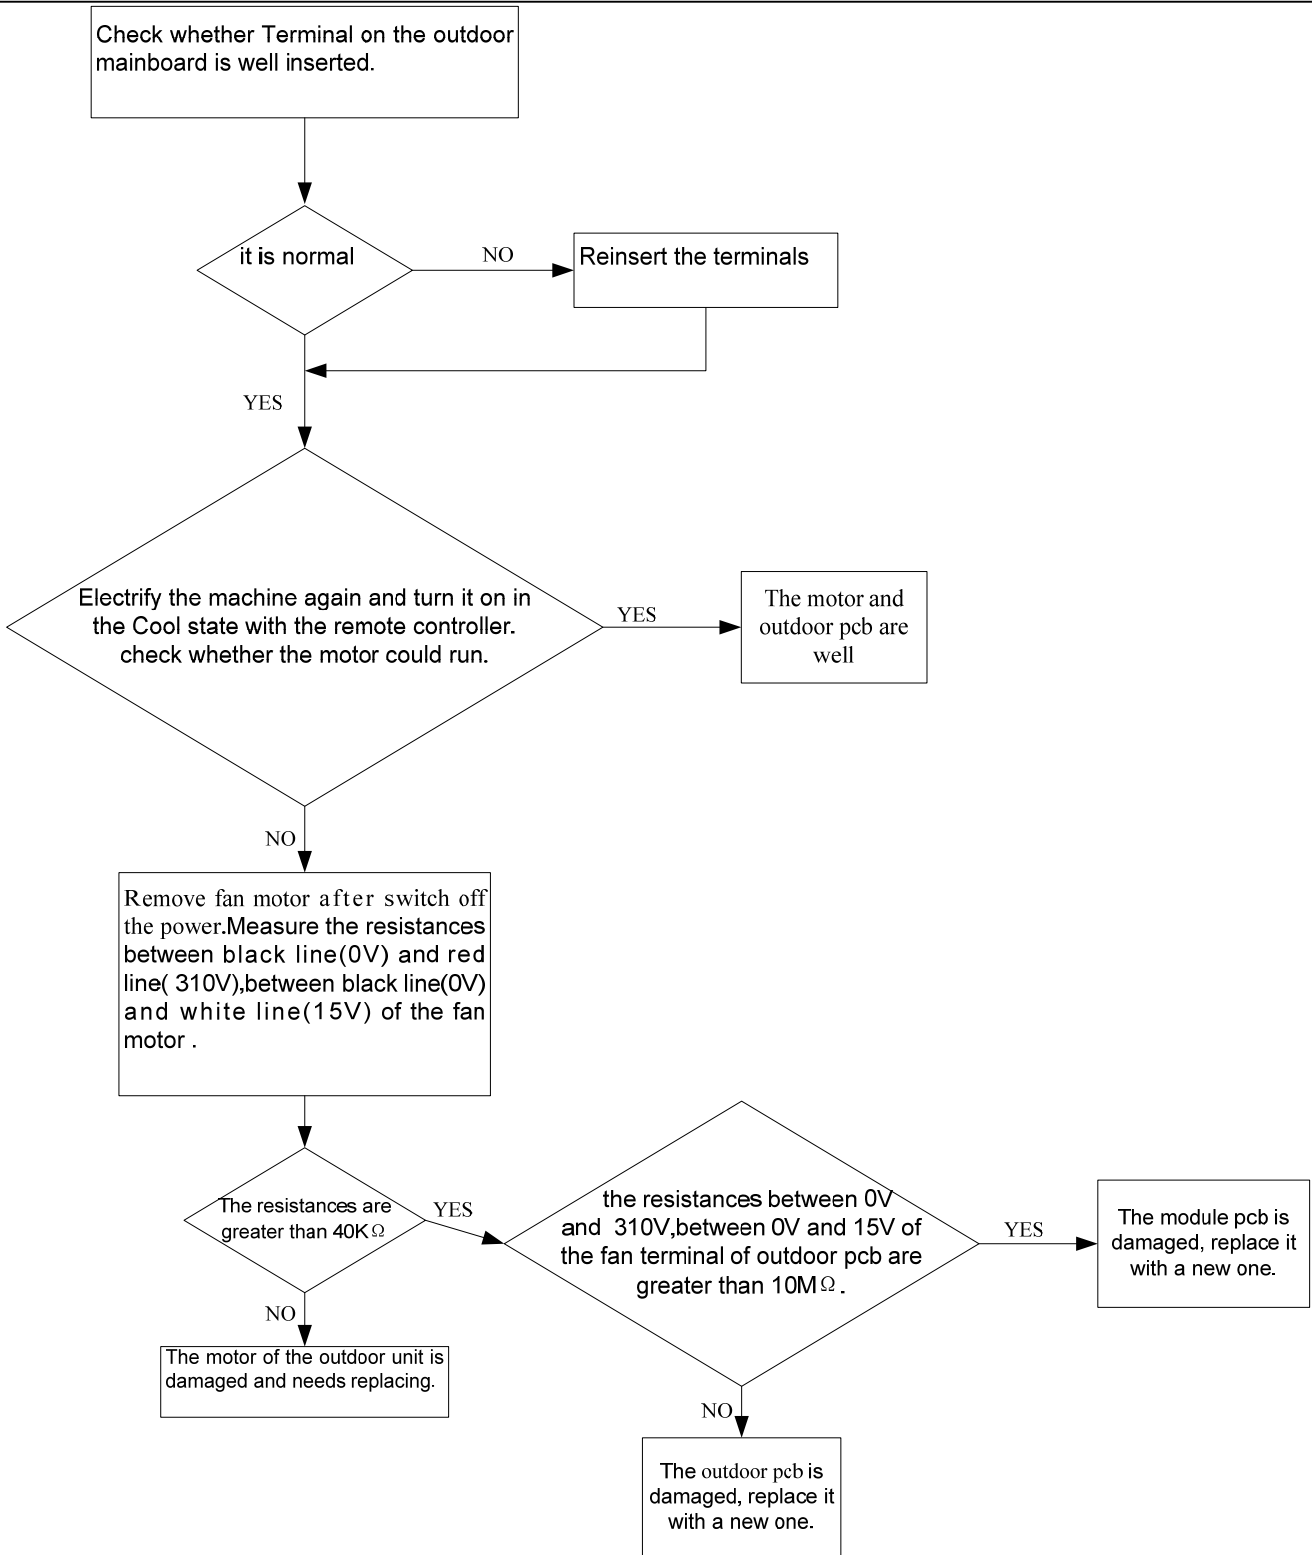 Check whether Terminal on the outdoor
mainboard is well inserted.
it is normal
NO
Reinsert the terminals
YES
Electrify the machine again and turn it on in
the Cool state with the remote controller.
check whether the motor could run.
YES
The motor and
outdoor pcb are
well
NO
Remove fan motor after switch off
the power.Measure the resistances
between black line(0V) and red
line( 310V),between black line(0V)
and white line(15V) of the fan
motor .
The resistances are
greater than 40KΩ
YES
the resistances between 0V
and 310V,between 0V and 15V of
the fan terminal of outdoor pcb are
greater than 10MΩ.
YES
The module pcb is
damaged, replace it
with a new one.
NO
The motor of the outdoor unit is
damaged and needs replacing.
NO
The outdoor pcb is
damaged, replace it
with a new one.